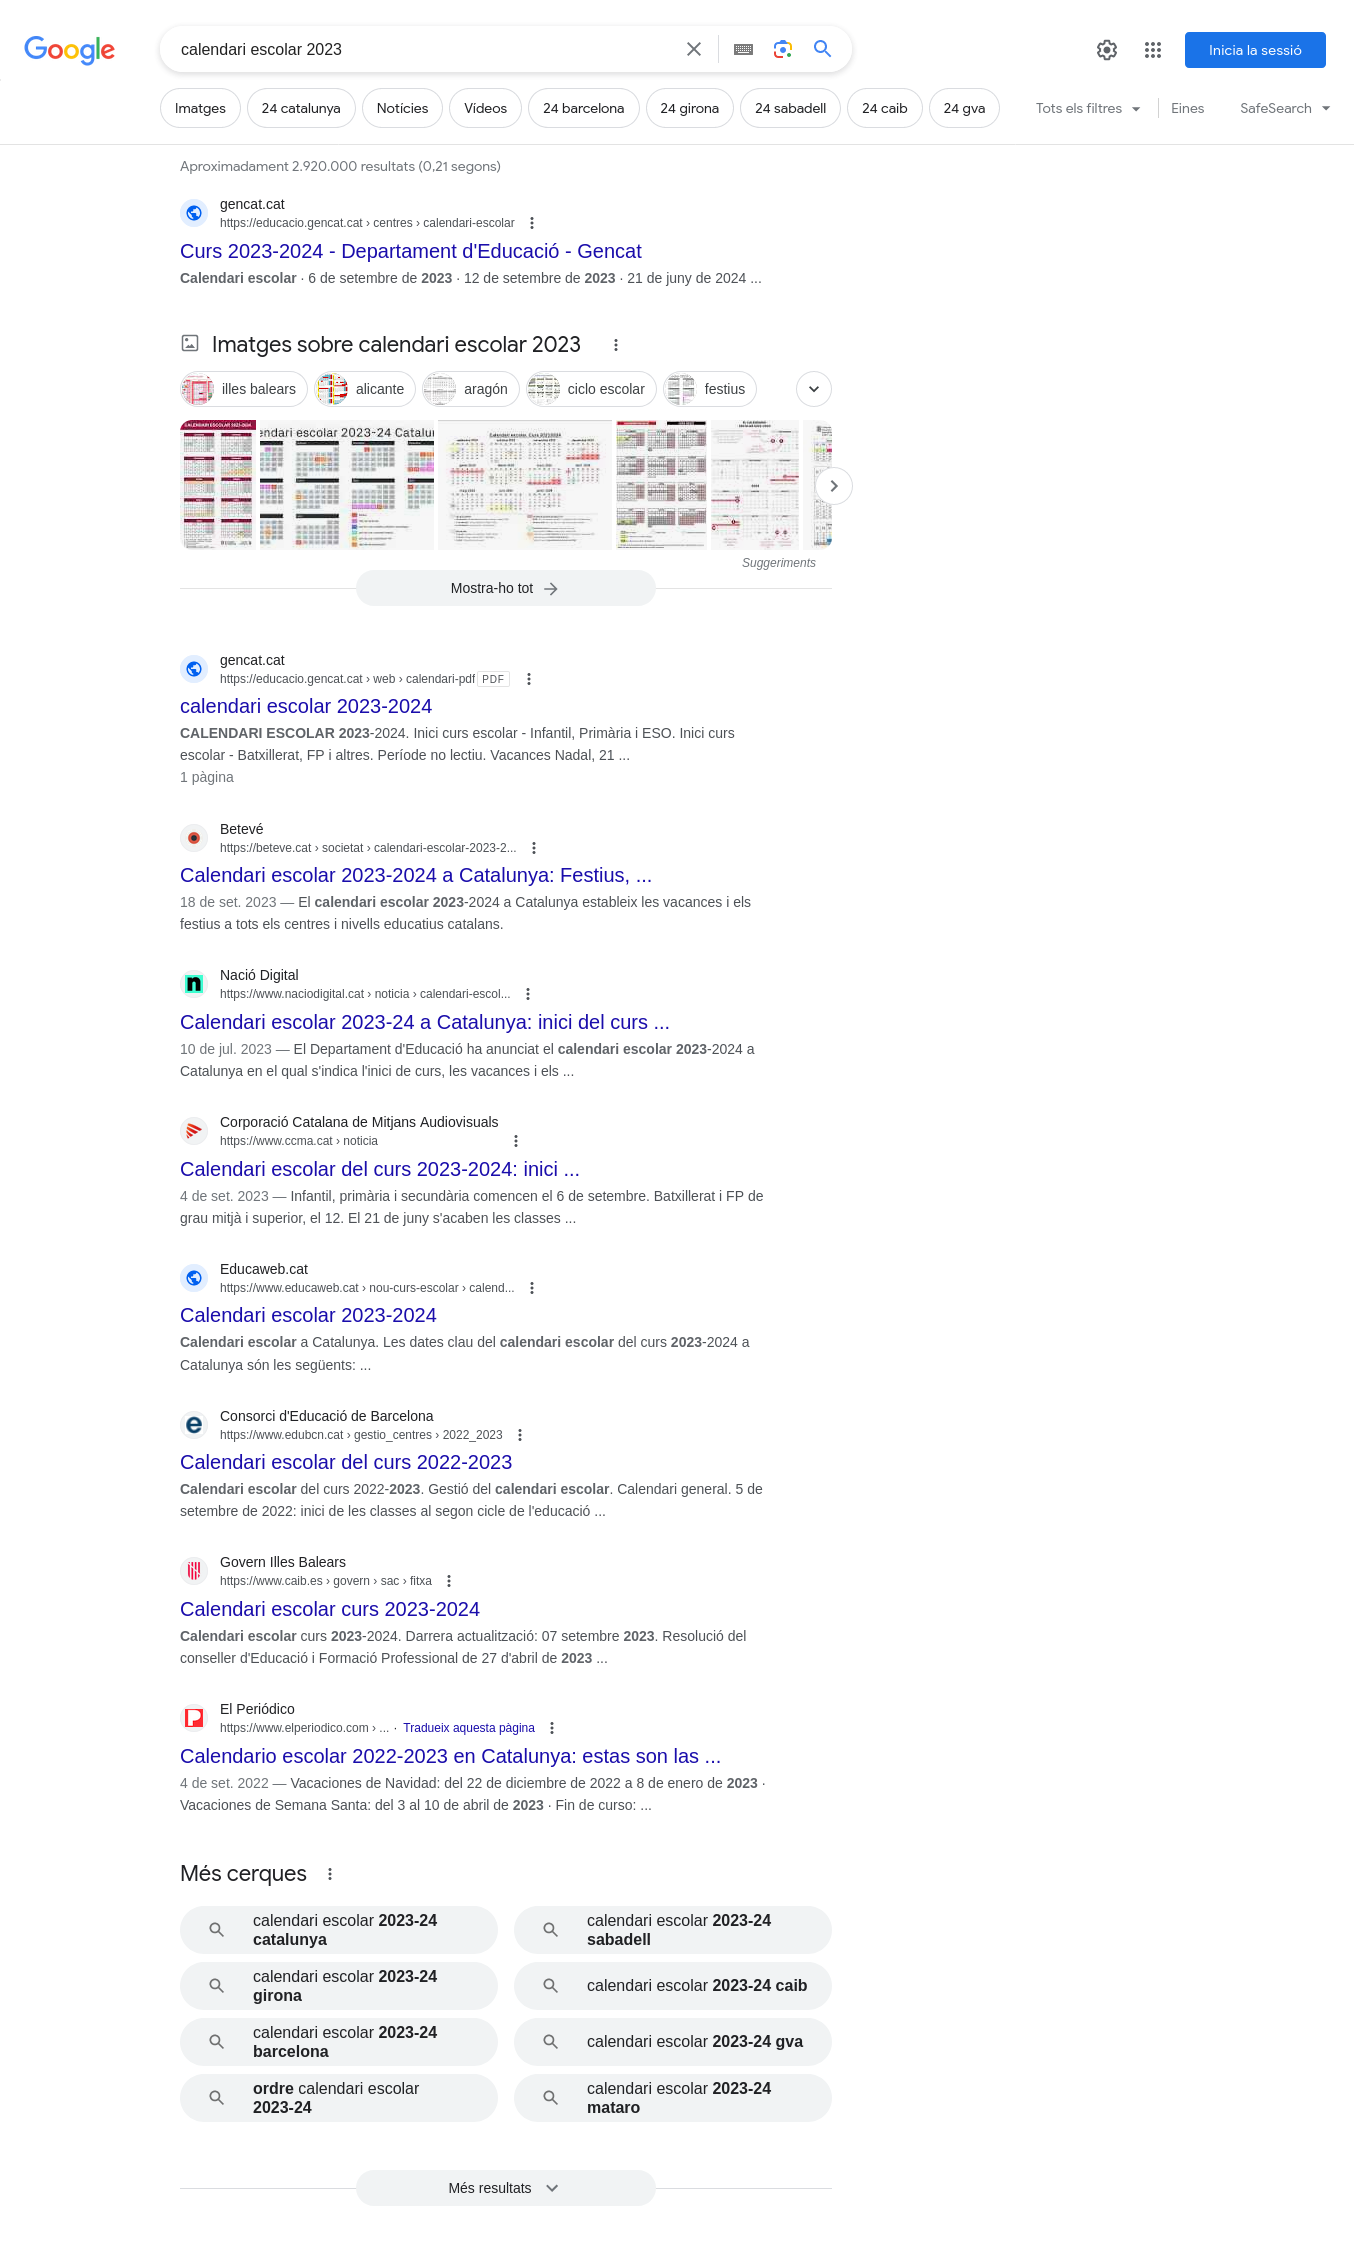 Google
calendari escolar 2023
Inicia la sessió
Imatges
24 catalunya
Notícies
Vídeos
24 barcelona
24 girona
24 sabadell
24 caib
24 gva
Tots els filtres
Eines
SafeSearch
Aproximadament 2.920.000 resultats (0,21 segons)
gencat.cat
https://educacio.gencat.cat › centres › calendari-escolar
Curs 2023-2024 - Departament d'Educació - Gencat
Calendari escolar · 6 de setembre de 2023 · 12 de setembre de 2023 · 21 de juny de 2024 ...
Imatges sobre calendari escolar 2023
illes balears
alicante
aragón
ciclo escolar
festius
CALENDARI ESCOLAR 2023-2024
endari escolar 2023-24 Catalun
Calendari escolar. Curs 2023/2024
Suggeriments
Mostra-ho tot
gencat.cat
https://educacio.gencat.cat › web › calendari-pdf PDF
calendari escolar 2023-2024
CALENDARI ESCOLAR 2023-2024. Inici curs escolar - Infantil, Primària i ESO. Inici curs
escolar - Batxillerat, FP i altres. Període no lectiu. Vacances Nadal, 21 ...
1 pàgina
Betevé
https://beteve.cat › societat › calendari-escolar-2023-2...
Calendari escolar 2023-2024 a Catalunya: Festius, ...
18 de set. 2023 — El calendari escolar 2023-2024 a Catalunya estableix les vacances i els
festius a tots els centres i nivells educatius catalans.
Nació Digital
https://www.naciodigital.cat › noticia › calendari-escol...
Calendari escolar 2023-24 a Catalunya: inici del curs ...
10 de jul. 2023 — El Departament d'Educació ha anunciat el calendari escolar 2023-2024 a
Catalunya en el qual s'indica l'inici de curs, les vacances i els ...
Corporació Catalana de Mitjans Audiovisuals
https://www.ccma.cat › noticia
Calendari escolar del curs 2023-2024: inici ...
4 de set. 2023 — Infantil, primària i secundària comencen el 6 de setembre. Batxillerat i FP de
grau mitjà i superior, el 12. El 21 de juny s'acaben les classes ...
Educaweb.cat
https://www.educaweb.cat › nou-curs-escolar › calend...
Calendari escolar 2023-2024
Calendari escolar a Catalunya. Les dates clau del calendari escolar del curs 2023-2024 a
Catalunya són les següents: ...
Consorci d'Educació de Barcelona
https://www.edubcn.cat › gestio_centres › 2022_2023
Calendari escolar del curs 2022-2023
Calendari escolar del curs 2022-2023. Gestió del calendari escolar. Calendari general. 5 de
setembre de 2022: inici de les classes al segon cicle de l'educació ...
Govern Illes Balears
https://www.caib.es › govern › sac › fitxa
Calendari escolar curs 2023-2024
Calendari escolar curs 2023-2024. Darrera actualització: 07 setembre 2023. Resolució del
conseller d'Educació i Formació Professional de 27 d'abril de 2023 ...
El Periódico
https://www.elperiodico.com › ... · Tradueix aquesta pàgina
Calendario escolar 2022-2023 en Catalunya: estas son las ...
4 de set. 2022 — Vacaciones de Navidad: del 22 de diciembre de 2022 a 8 de enero de 2023 ·
Vacaciones de Semana Santa: del 3 al 10 de abril de 2023 · Fin de curso: ...
Més cerques
calendari escolar 2023-24
catalunya
calendari escolar 2023-24
sabadell
calendari escolar 2023-24
girona
calendari escolar 2023-24 caib
calendari escolar 2023-24
barcelona
calendari escolar 2023-24 gva
ordre calendari escolar
2023-24
calendari escolar 2023-24
mataro
Més resultats